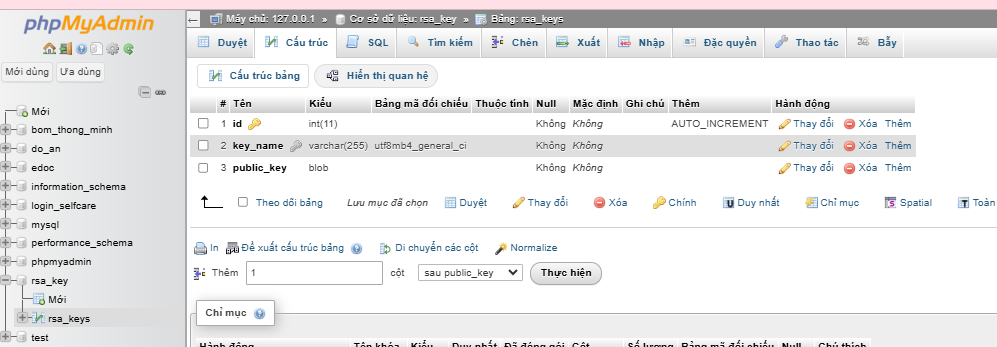 phpMyAdmin
Mới dùng Ưa dùng
Mới
bom_thong_minh
do_an
edoc
information_schema
login_selfcare
mysql
performance_schema
phpmyadmin
rsa_key
Mới
rsa_keys
test
Máy chủ: 127.0.0.1 » Cơ sở dữ liệu: rsa_key » Bảng: rsa_keys
Duyệt Cấu trúc SQL Tìm kiếm Chèn Xuất Nhập Đặc quyền Thao tác Bẫy
Cấu trúc bảng Hiển thị quan hệ
# Tên Kiểu Bảng mã đối chiếu Thuộc tính Null Mặc định Ghi chú Thêm Hành động
1 id int(11) Không Không AUTO_INCREMENT Thay đổi Xóa Thêm
2 key_name varchar(255) utf8mb4_general_ci Không Không Thay đổi Xóa Thêm
3 public_key blob Không Không Thay đổi Xóa Thêm
Theo dõi bảng Lưu mục đã chọn Duyệt Thay đổi Xóa Chính Duy nhất Chỉ mục Spatial Toàn
In Đề xuất cấu trúc bảng Di chuyển các cột Normalize
Thêm 1 cột sau public_key Thực hiện
Chỉ mục
Hành động Tên khóa Kiểu Duy nhất Đã đóng gói Cột Số lượng Bảng mã đối chiếu Null Chú thích